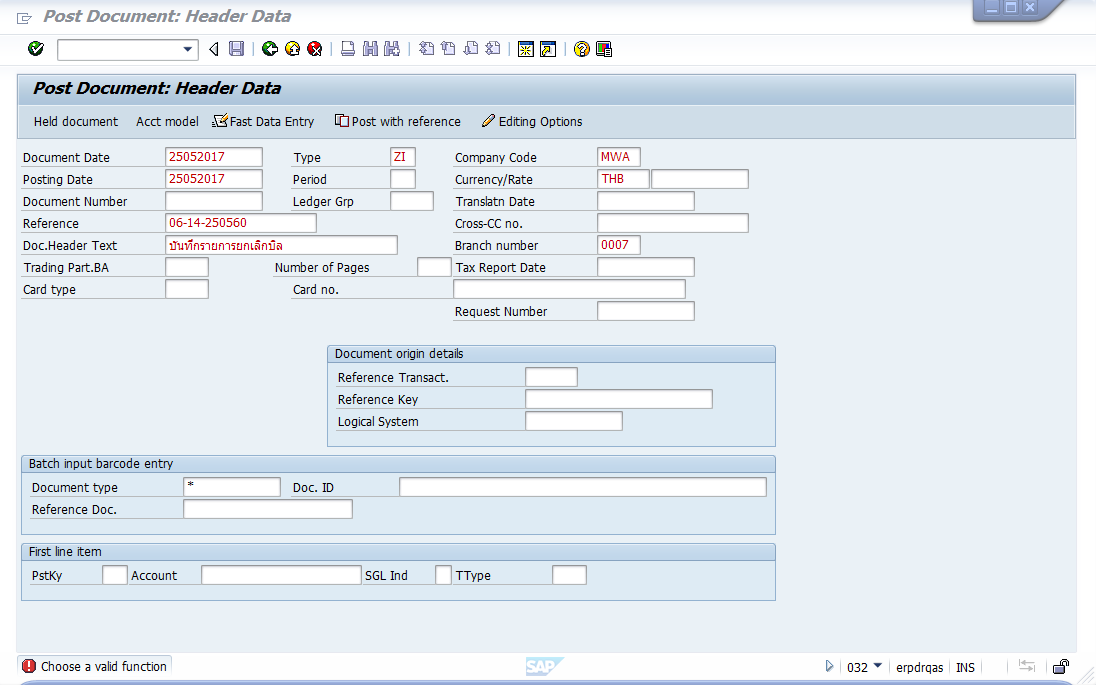 Post Document: Header Data
Post Document: Header Data
Held document Acct model Fast Data Entry Post with reference Editing Options
Document Date 25052017 Type ZI Company Code MWA
Posting Date 25052017 Period Currency/Rate THB
Document Number Ledger Grp Translatn Date
Reference 06-14-250560 Cross-CC no.
Doc.Header Text บันทึกรายการยกเลิกบิล Branch number 0007
Trading Part.BA Number of Pages Tax Report Date
Card type Card no.
Request Number
Document origin details
Reference Transact.
Reference Key
Logical System
Batch input barcode entry
Document type * Doc. ID
Reference Doc.
First line item
PstKy Account SGL Ind TType
Choose a valid function SAP 032 erpdrqas INS